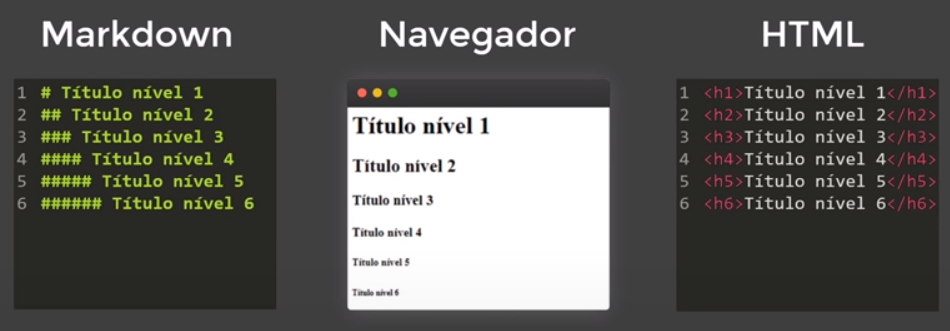 Markdown
1 # Título nível 1
2 ## Título nível 2
3 ### Título nível 3
4 #### Título nível 4
5 ##### Título nível 5
6 ###### Título nível 6
Navegador
Título nível 1
Título nível 2
Título nível 3
Título nível 4
Título nível 5
Título nível 6
HTML
1 <h1>Título nível 1</h1>
2 <h2>Título nível 2</h2>
3 <h3>Título nível 3</h3>
4 <h4>Título nível 4</h4>
5 <h5>Título nível 5</h5>
6 <h6>Título nível 6</h6>